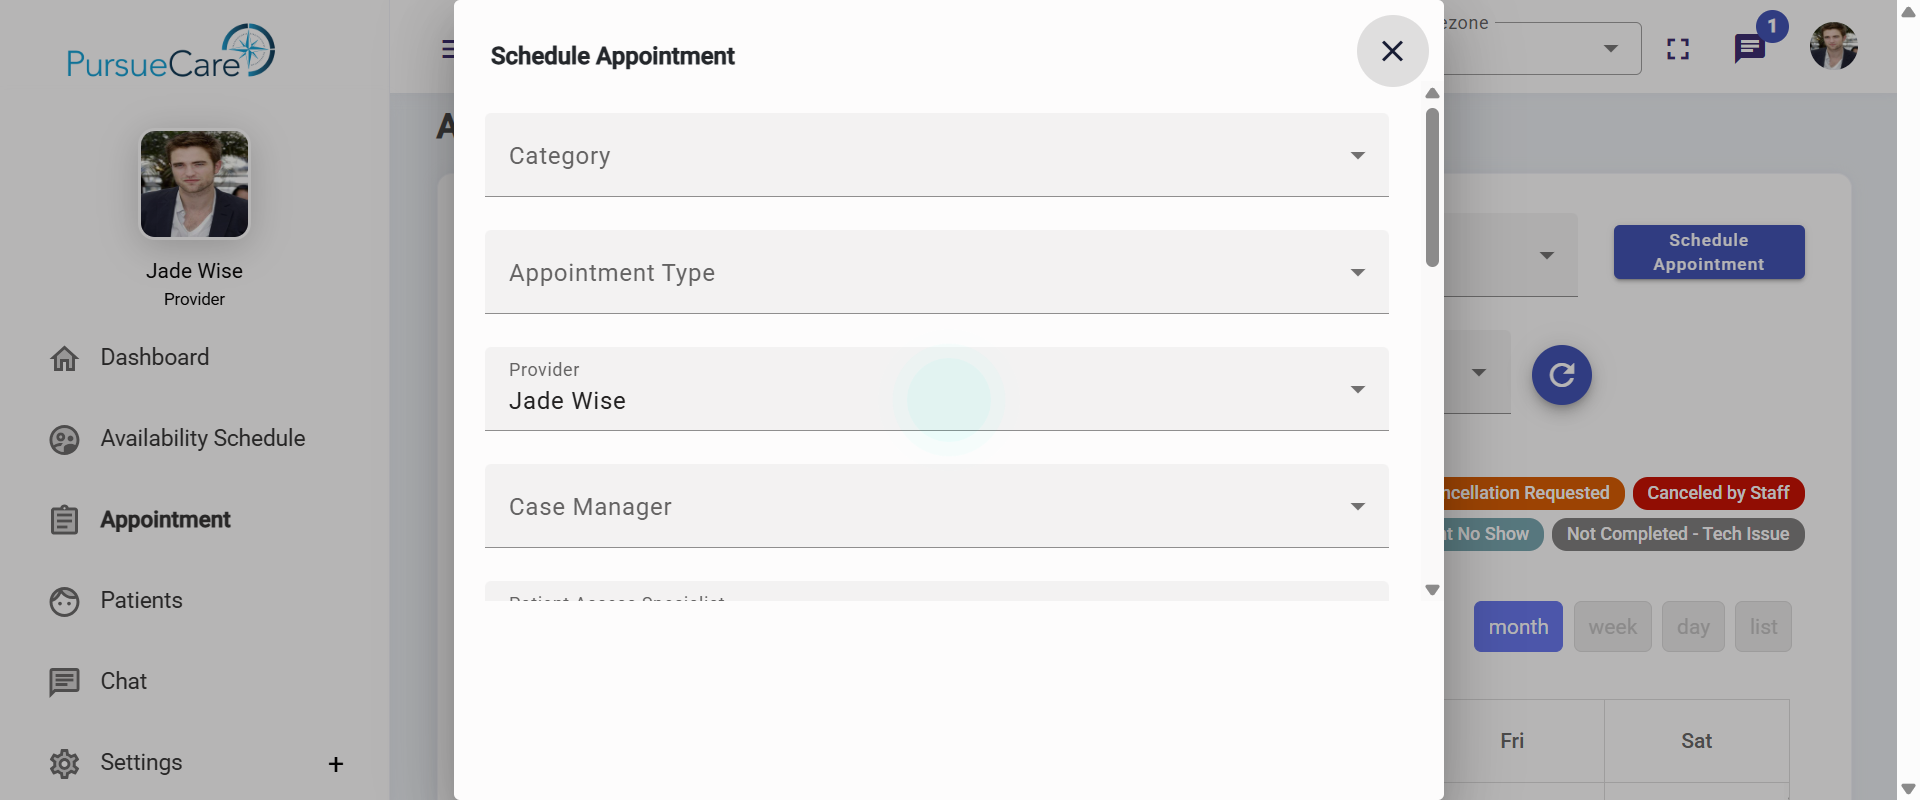 PursueCare
Jade Wise
Provider
Dashboard
Availability Schedule
Appointment
Patients
Chat
Settings
+
Schedule Appointment
Category
Appointment Type
Provider
Jade Wise
Case Manager
ezone
1
A
Schedule
Appointment
ncellation Requested
Canceled by Staff
t No Show
Not Completed - Tech Issue
month
week
day
list
Fri
Sat